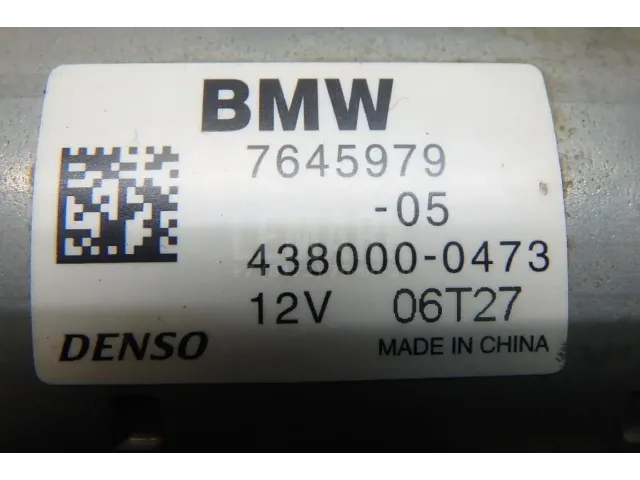 BMW
7645979
-05
438000-0473
12V 06T27
DENSO
MADE IN CHINA